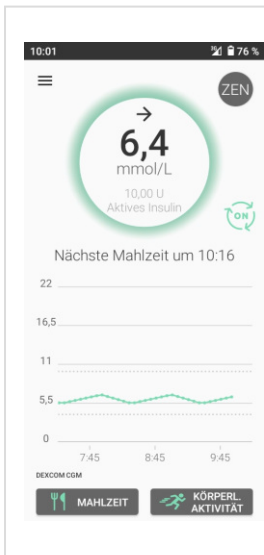 10:01 3G 76 %
ZEN
6,4
mmol/L
10,00 U
Aktives Insulin
ON
Nächste Mahlzeit um 10:16
22
16,5
11
5,5
0
7:45 8:45 9:45
DEXCOM CGM
MAHLZEIT
KÖRPERL.
AKTIVITÄT